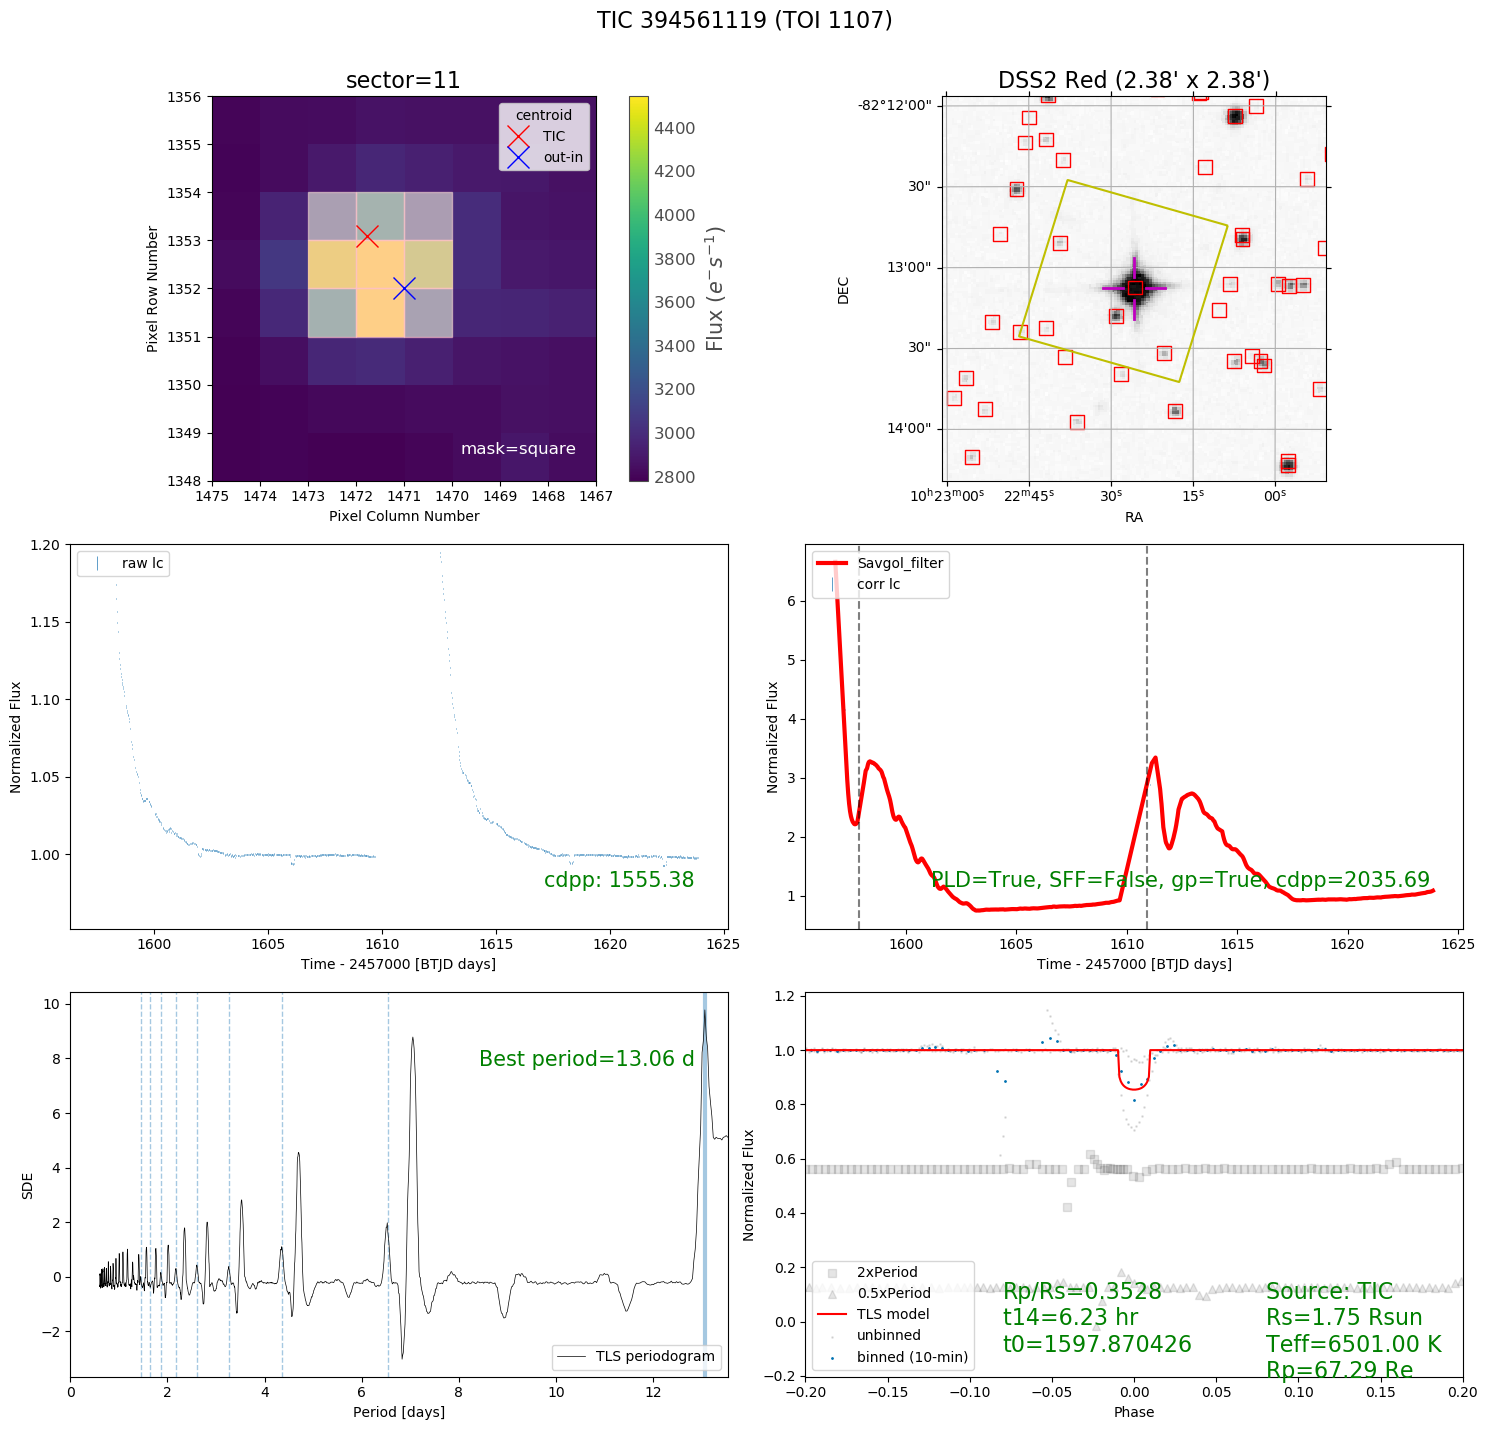 TIC 394561119 (TOI 1107)
sector=11
1356
1355
1354
1353
1352
1351
1350
1349
1348
Pixel Row Number
centroid
TIC
out-in
mask=square
1475 1474 1473 1472 1471 1470 1469 1468 1467
Pixel Column Number
4400
4200
4000
3800
3600
3400
3200
3000
2800
Flux (e⁻s⁻¹)
DSS2 Red (2.38' x 2.38')
-82°12'00"
30"
13'00"
30"
14'00"
DEC
10ʰ23ᵐ00ˢ 22ᵐ45ˢ 30ˢ 15ˢ 00ˢ
RA
1.20
1.15
1.10
1.05
1.00
Normalized Flux
raw lc
cdpp: 1555.38
1600 1605 1610 1615 1620 1625
Time - 2457000 [BTJD days]
6
5
4
3
2
1
Normalized Flux
Savgol_filter
corr lc
PLD=True, SFF=False, gp=True, cdpp=2035.69
1600 1605 1610 1615 1620 1625
Time - 2457000 [BTJD days]
10
8
6
4
2
0
−2
SDE
Best period=13.06 d
TLS periodogram
0 2 4 6 8 10 12
Period [days]
1.2
1.0
0.8
0.6
0.4
0.2
0.0
−0.2
Normalized Flux
2xPeriod
0.5xPeriod
TLS model
unbinned
binned (10-min)
Rp/Rs=0.3528
t14=6.23 hr
t0=1597.870426
Source: TIC
Rs=1.75 Rsun
Teff=6501.00 K
Rp=67.29 Re
−0.20 −0.15 −0.10 −0.05 0.00 0.05 0.10 0.15 0.20
Phase